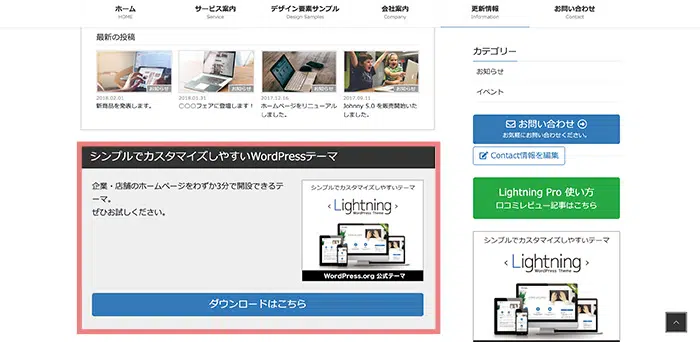 ホーム
HOME
サービス案内
Service
デザイン要素サンプル
Design Samples
会社案内
Company
更新情報
Information
お問い合わせ
Contact
最新の投稿
お知らせ
お知らせ
お知らせ
お知らせ
2018.02.01
新商品を発表します。
2018.01.31
○○○フェアに登壇します！
2017.12.16
ホームページをリニューアルしました。
Johnny 5.0 を販売開始いたしました。
シンプルでカスタマイズしやすいWordPressテーマ
企業・店舗のホームページをわずか3分で開設できるテーマ。
ぜひお試しください。
シンプルでカスタマイズしやすいテーマ
Lightning
WordPress Theme
WordPress.org 公式テーマ
ダウンロードはこちら
カテゴリー
お知らせ
イベント
お問い合わせ
お気軽にお問い合わせください。
Contact情報を編集
Lightning Pro 使い方
口コミレビュー記事はこちら
シンプルでカスタマイズしやすいテーマ
Lightning
WordPress Theme